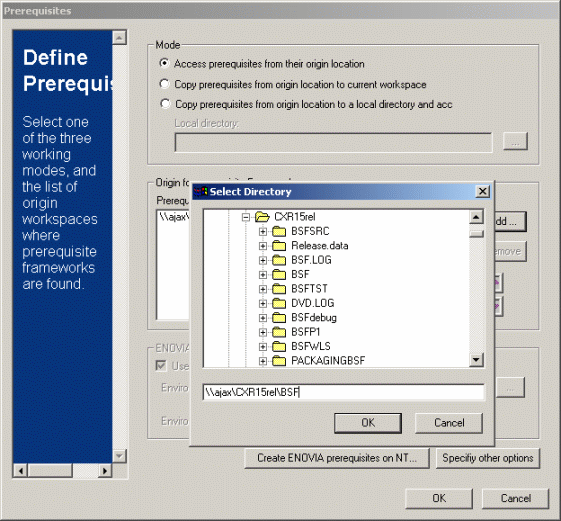 Prerequisites
Define
Prerequis
Select one
of the three
working
modes, and
the list of
origin
workspaces
where
prerequisite
frameworks
are found.
Mode
Access prerequisites from their origin location
Copy prerequisites from origin location to current workspace
Copy prerequisites from origin location to a local directory and acc
Local directory:
...
Origin fo
Prerequ
\\ajax
dd ...
emove
Select Directory
CXR15rel
BSFSRC
Release.data
BSF.LOG
BSF
BSFTST
DVD.LOG
BSFdebug
BSFP1
BSFWLS
PACKAGINGBSF
\\ajax\CXR15rel\BSF
OK
Cancel
ENOVIA
Use
Enviro
...
Enviro
Create ENOVIA prerequisites on NT...
Specifiy other options
OK
Cancel